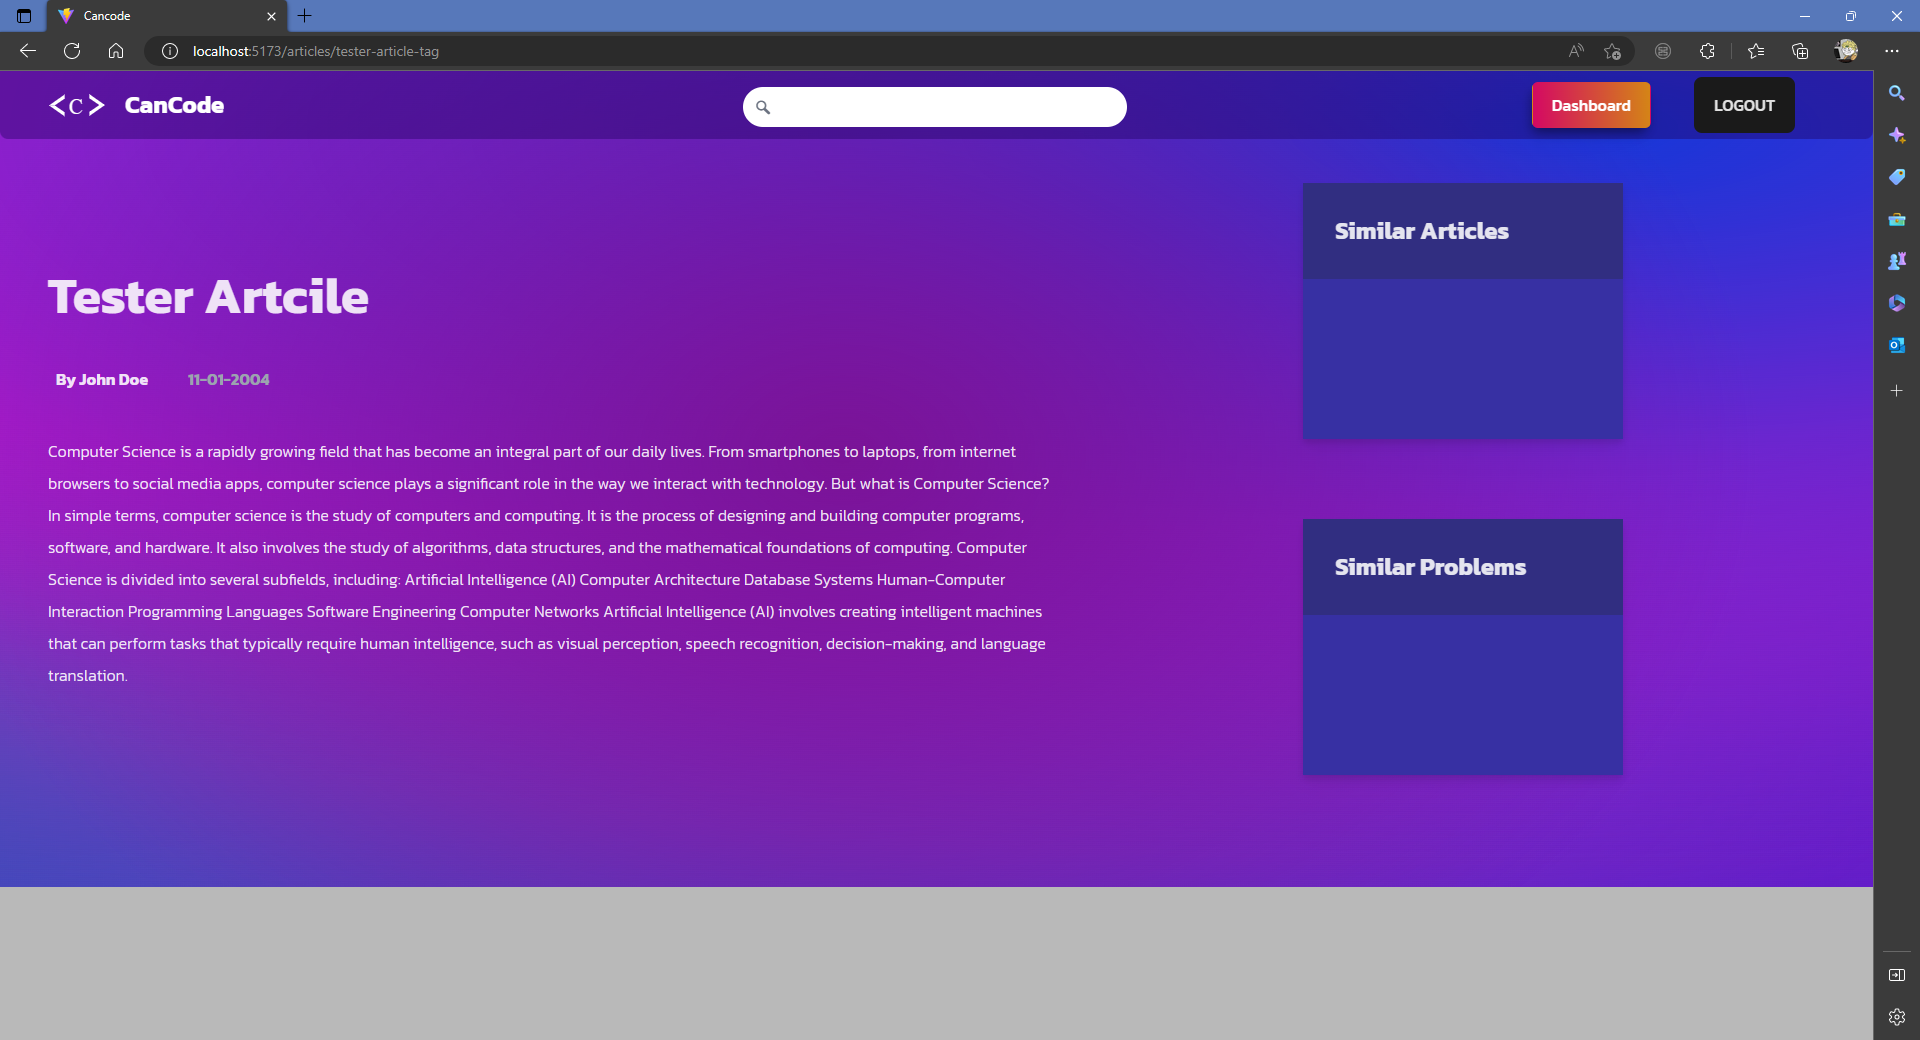 Cancode
localhost:5173/articles/tester-article-tag
<C> CanCode
Dashboard
LOGOUT
Tester Artcile
By John Doe 11-01-2004
Computer Science is a rapidly growing field that has become an integral part of our daily lives. From smartphones to laptops, from internet
browsers to social media apps, computer science plays a significant role in the way we interact with technology. But what is Computer Science?
In simple terms, computer science is the study of computers and computing. It is the process of designing and building computer programs,
software, and hardware. It also involves the study of algorithms, data structures, and the mathematical foundations of computing. Computer
Science is divided into several subfields, including: Artificial Intelligence (AI) Computer Architecture Database Systems Human-Computer
Interaction Programming Languages Software Engineering Computer Networks Artificial Intelligence (AI) involves creating intelligent machines
that can perform tasks that typically require human intelligence, such as visual perception, speech recognition, decision-making, and language
translation.
Similar Articles
Similar Problems